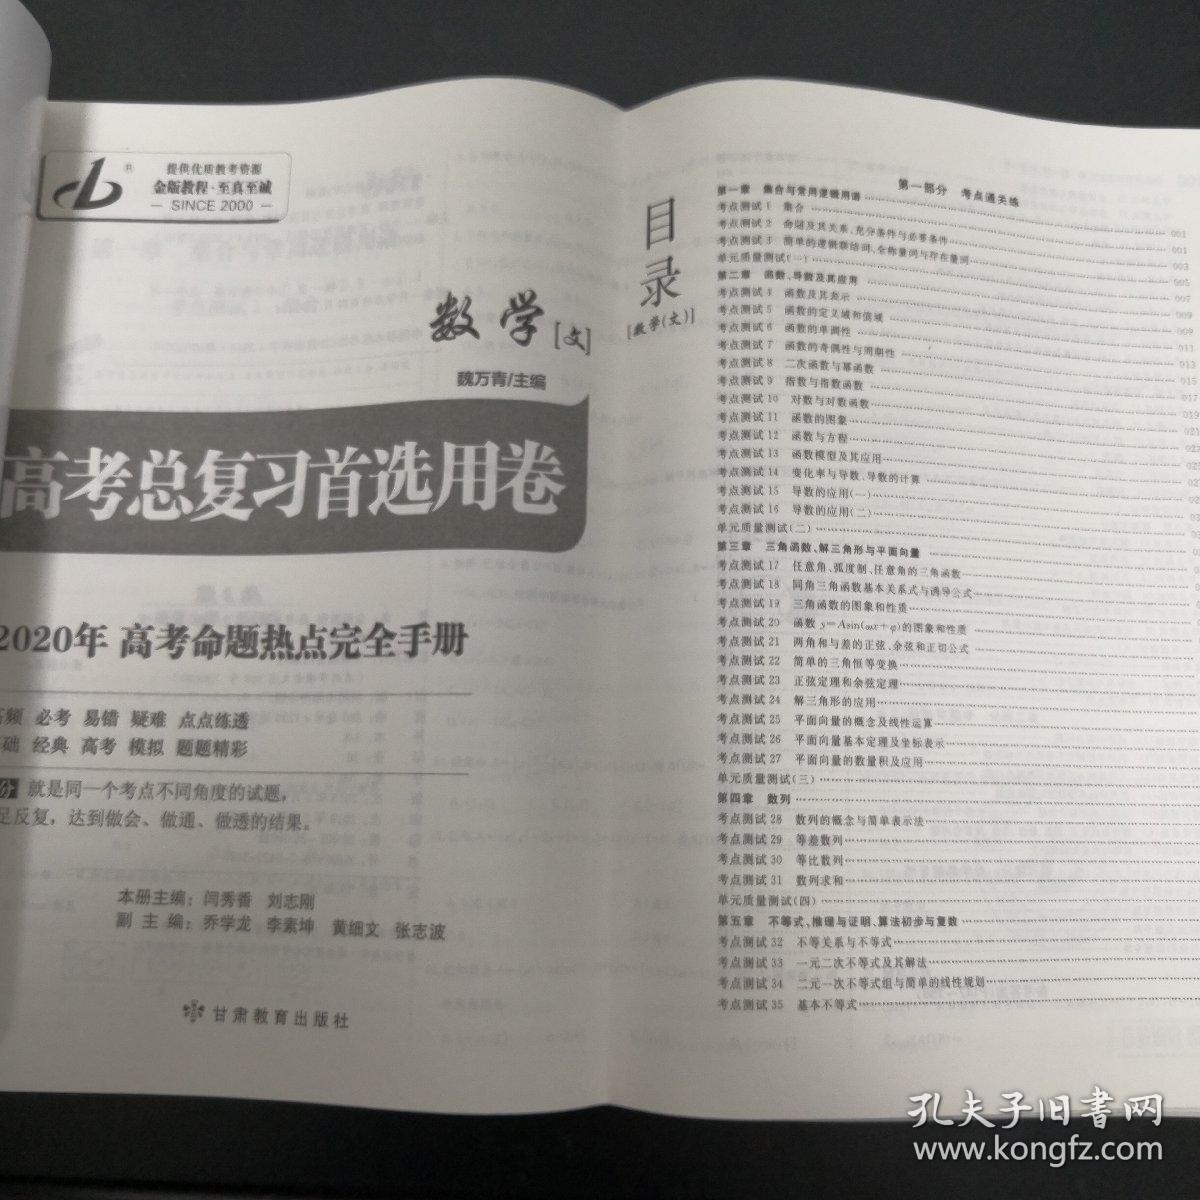 提供优质教考资源
金版教程·至真至诚
— SINCE 2000 —
数学[文]
魏万青/主编
高考总复习首选用卷
2020年 高考命题热点完全手册
高频 必考 易错 疑难 点点练透
础 经典 高考 模拟 题题精彩
分 就是同一个考点不同角度的试题，
足反复，达到做会、做通、做透的结果。
本册主编：闫秀香 刘志刚
副 主 编：乔学龙 李素坤 黄细文 张志波
甘肃教育出版社
目录
[数学(文)]
第一部分 考点通关练
第一章 集合与常用逻辑用语 001
考点测试1 集合 001
考点测试2 命题及其关系、充分条件与必要条件 003
考点测试3 简单的逻辑联结词、全称量词与存在量词 005
单元质量测试(一) 007
第二章 函数、导数及其应用 009
考点测试4 函数及其表示 009
考点测试5 函数的定义域和值域 011
考点测试6 函数的单调性 013
考点测试7 函数的奇偶性与周期性 015
考点测试8 二次函数与幂函数 017
考点测试9 指数与指数函数 019
考点测试10 对数与对数函数 021
考点测试11 函数的图象
考点测试12 函数与方程
考点测试13 函数模型及其应用
考点测试14 变化率与导数、导数的计算
考点测试15 导数的应用(一)
考点测试16 导数的应用(二)
单元质量测试(二)
第三章 三角函数、解三角形与平面向量
考点测试17 任意角、弧度制、任意角的三角函数
考点测试18 同角三角函数基本关系式与诱导公式
考点测试19 三角函数的图象和性质
考点测试20 函数 y=Asin(ωx+φ)的图象和性质
考点测试21 两角和与差的正弦、余弦和正切公式
考点测试22 简单的三角恒等变换
考点测试23 正弦定理和余弦定理
考点测试24 解三角形的应用
考点测试25 平面向量的概念及线性运算
考点测试26 平面向量基本定理及坐标表示
考点测试27 平面向量的数量积及应用
单元质量测试(三)
第四章 数列
考点测试28 数列的概念与简单表示法
考点测试29 等差数列
考点测试30 等比数列
考点测试31 数列求和
单元质量测试(四)
第五章 不等式、推理与证明、算法初步与复数
考点测试32 不等关系与不等式
考点测试33 一元二次不等式及其解法
考点测试34 二元一次不等式组与简单的线性规划
考点测试35 基本不等式
孔夫子旧书网
www.kongfz.com